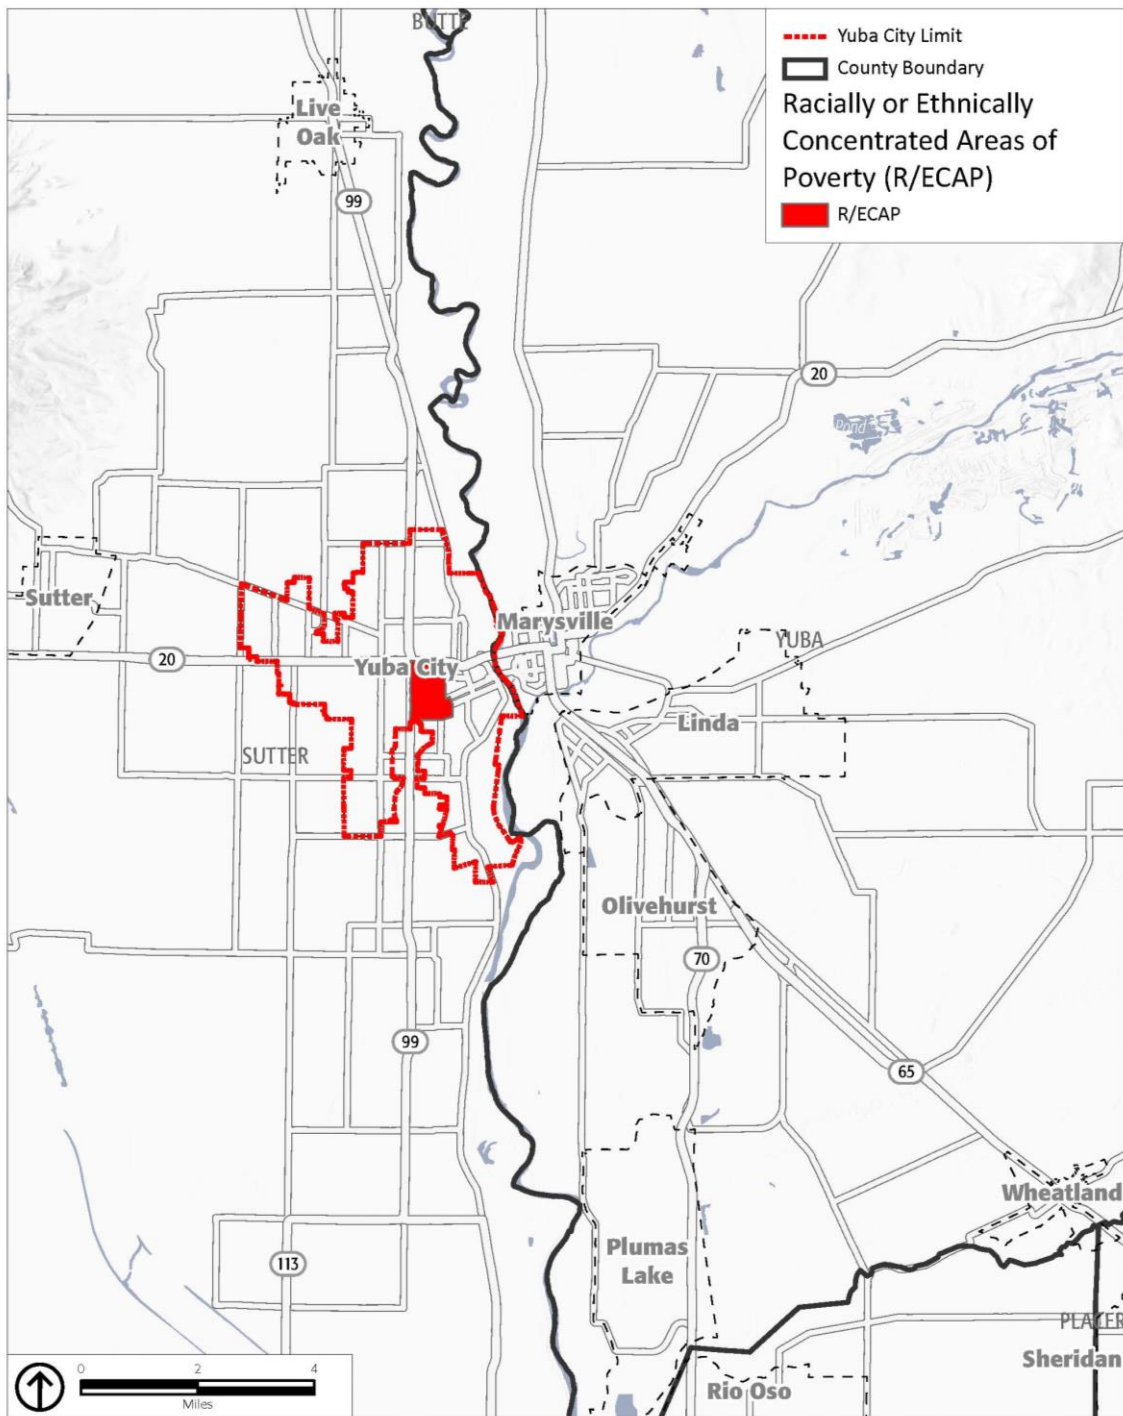 BUTTE
Yuba City Limit
County Boundary
Racially or Ethnically
Concentrated Areas of
Poverty (R/ECAP)
R/ECAP
Live
Oak
99
20
Pond
Sutter
Marysville
YUBA
20
Yuba City
Linda
SUTTER
Olivehurst
70
99
65
Wheatland
Plumas
Lake
113
PLACER
Sheridan
Rio Oso
0 2 4
Miles